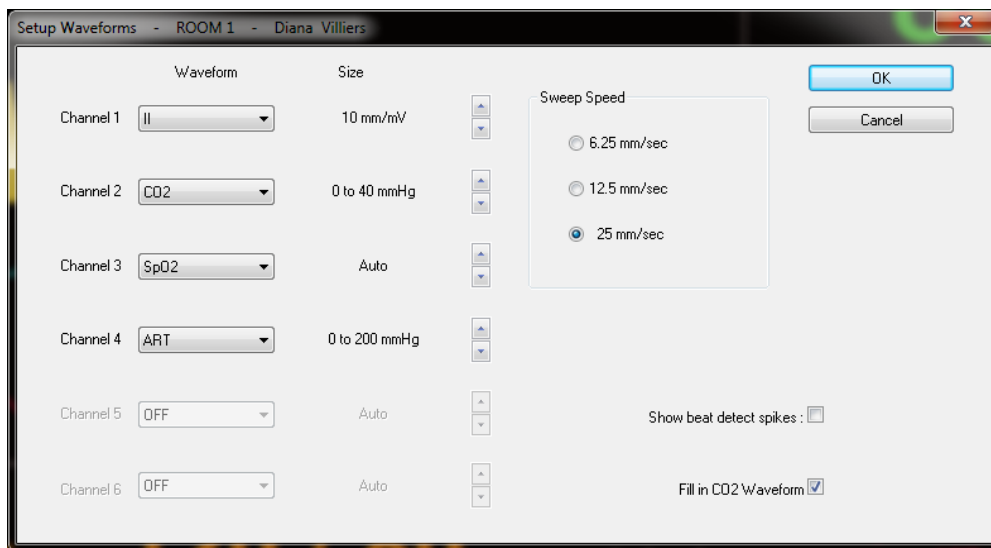 Setup Waveforms - ROOM 1 - Diana Villiers
Waveform Size
Channel 1 II 10 mm/mV
Channel 2 CO2 0 to 40 mmHg
Channel 3 SpO2 Auto
Channel 4 ART 0 to 200 mmHg
Channel 5 OFF Auto
Channel 6 OFF Auto
Sweep Speed
6.25 mm/sec
12.5 mm/sec
25 mm/sec
OK
Cancel
Show beat detect spikes :
Fill in CO2 Waveform